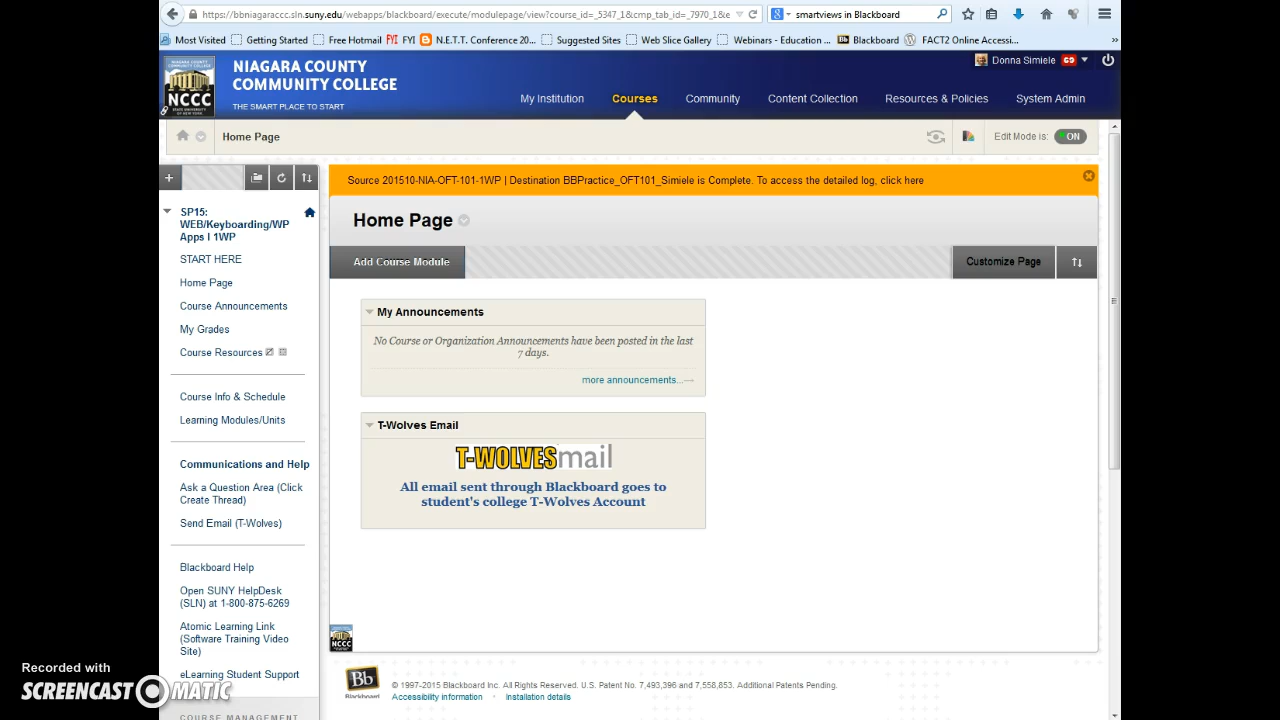 https://bbniagaraccc.sln.suny.edu/webapps/blackboard/execute/modulepage/view?course_id=_5347_1&cmp_tab_id=_7970_1&e
smartviews in Blackboard
Most Visited Getting Started Free Hotmail FYI FYI N.E.T.T. Conference 20... Suggested Sites Web Slice Gallery Webinars - Education ... Bb Blackboard FACT2 Online Accessi... »
NIAGARA COUNTY
COMMUNITY COLLEGE
THE SMART PLACE TO START
NCCC
Donna Simiele 60
My Institution Courses Community Content Collection Resources & Policies System Admin
Home Page
Edit Mode is: ON
Source 201510-NIA-OFT-101-1WP | Destination BBPractice_OFT101_Simiele is Complete. To access the detailed log, click here
SP15:
WEB/Keyboarding/WP
Apps I 1WP
START HERE
Home Page
Course Announcements
My Grades
Course Resources
Course Info & Schedule
Learning Modules/Units
Communications and Help
Ask a Question Area (Click
Create Thread)
Send Email (T-Wolves)
Blackboard Help
Open SUNY HelpDesk
(SLN) at 1-800-875-6269
Atomic Learning Link
(Software Training Video
Site)
eLearning Student Support
COURSE MANAGEMENT
Home Page
Add Course Module
Customize Page
My Announcements
No Course or Organization Announcements have been posted in the last
7 days.
more announcements...
T-Wolves Email
T-WOLVESmail
All email sent through Blackboard goes to
student's college T-Wolves Account
NCCC
Bb
Blackboard
© 1997-2015 Blackboard Inc. All Rights Reserved. U.S. Patent No. 7,493,396 and 7,558,853. Additional Patents Pending.
Accessibility information • Installation details
Recorded with
SCREENCAST-O-MATIC